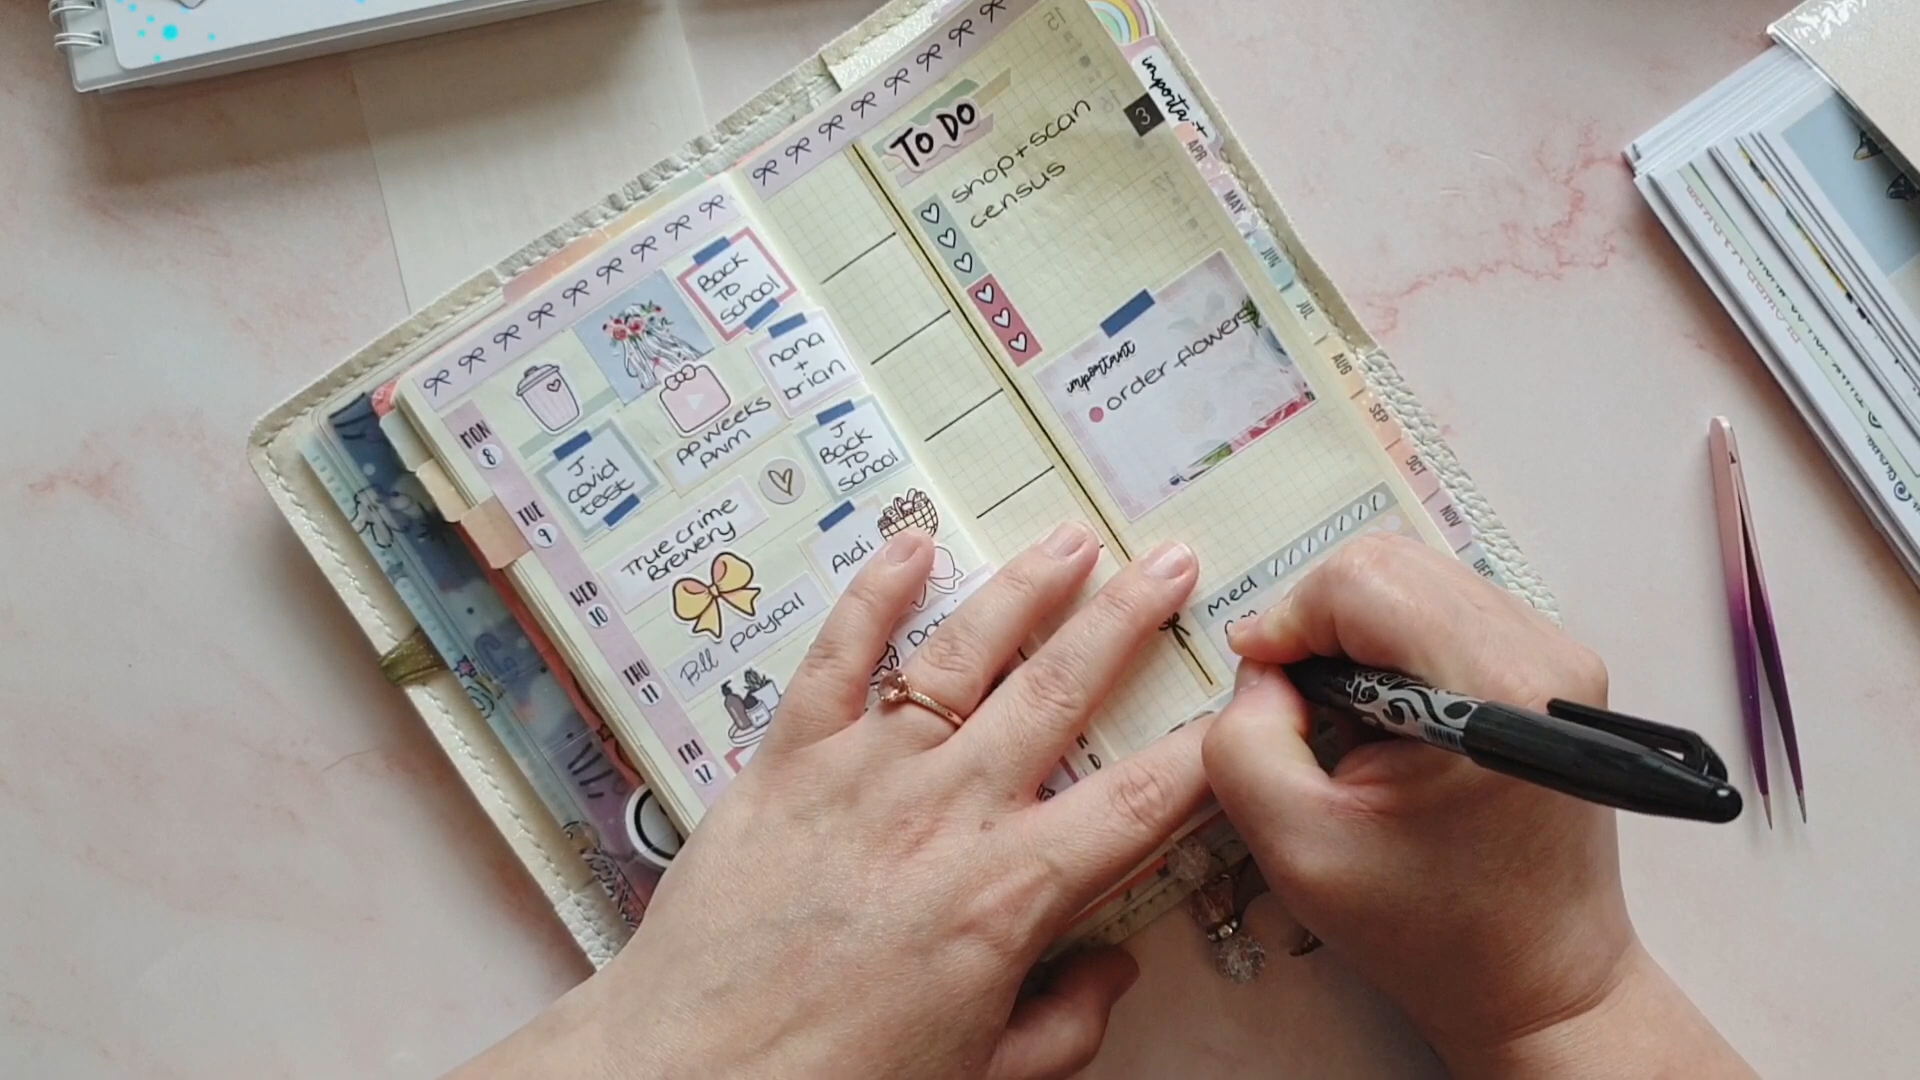 MON
8
Back
To
school
nana
+
brian
J
covid
test
PP weeks
PWM
TUE
9
J
Back
To
school
True crime
Brewery
WED
10
Aldi
Bill paypal
THU
11
FRI
12
TO DO
shop + scan
census
3
important
order flowers
Med
APR
MAY
JUN
JUL
AUG
SEP
OCT
NOV
DEC